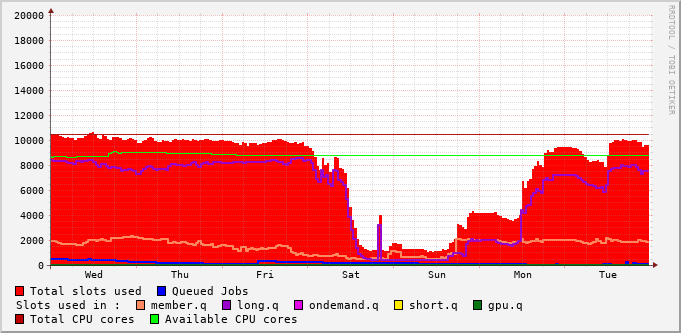 20000
18000
16000
14000
12000
10000
8000
6000
4000
2000
0
Wed Thu Fri Sat Sun Mon Tue
RRDTOOL / TOBI OETIKER
Total slots used Queued Jobs
Slots used in : member.q long.q ondemand.q short.q gpu.q
Total CPU cores Available CPU cores